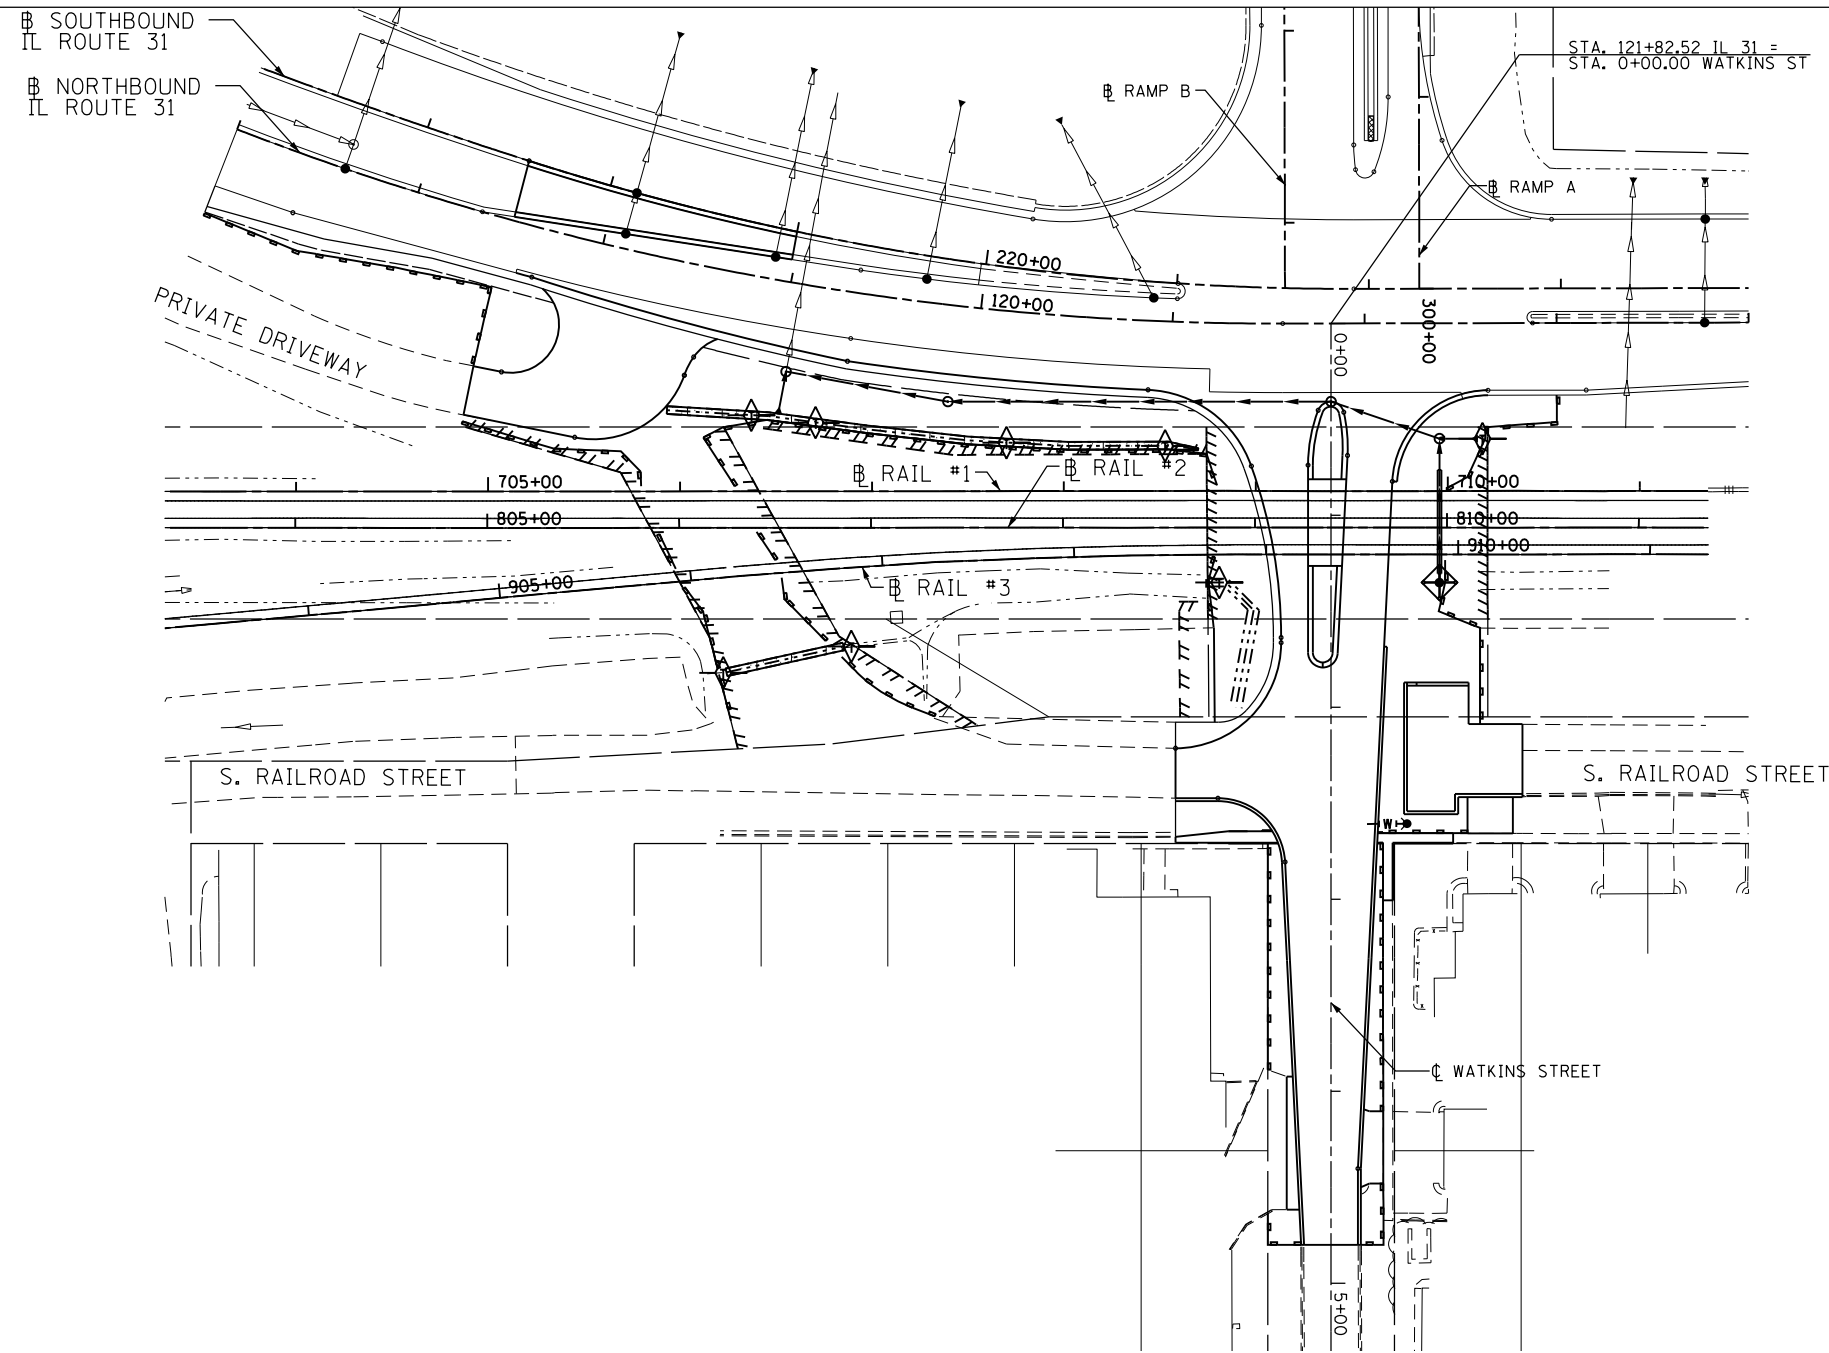 ℄ SOUTHBOUND
IL ROUTE 31
℄ NORTHBOUND
IL ROUTE 31
STA. 121+82.52 IL 31 =
STA. 0+00.00 WATKINS ST
℄ RAMP B
℄ RAMP A
220+00
120+00
300+00
0+00
PRIVATE DRIVEWAY
℄ RAIL #1
℄ RAIL #2
705+00
710+00
805+00
810+00
910+00
905+00
℄ RAIL #3
S. RAILROAD STREET
S. RAILROAD STREET
W
℄ WATKINS STREET
5+00